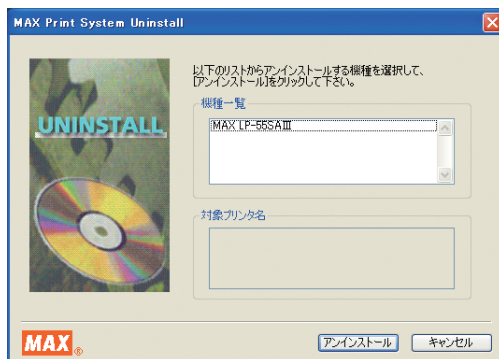 MAX Print System Uninstall
以下のリストからアンインストールする機種を選択して、
[アンインストール]をクリックして下さい。
UNINSTALL
機種一覧
MAX LP-55SAⅢ
対象プリンタ名
MAX®
アンインストール
キャンセル